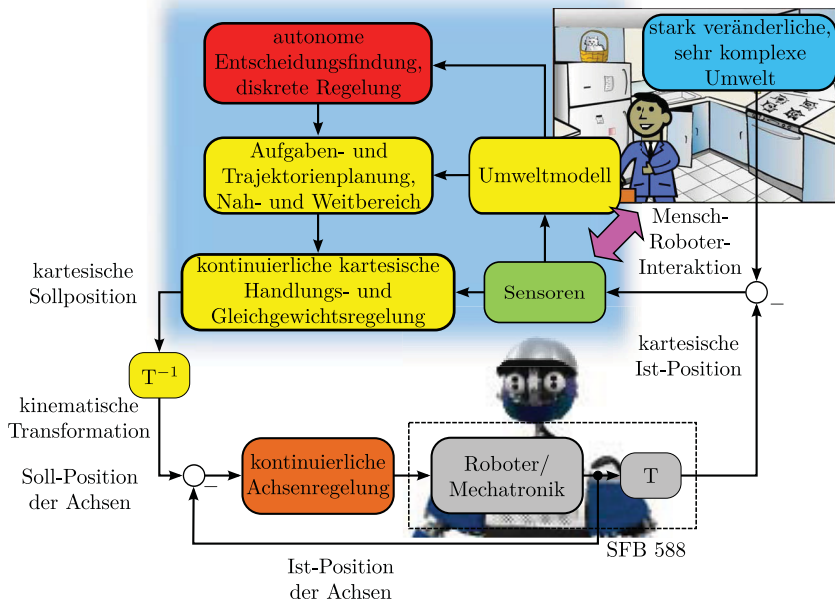 autonome
Entscheidungsfindung,
diskrete Regelung
stark veränderliche,
sehr komplexe
Umwelt
Aufgaben- und
Trajektorienplanung,
Nah- und Weitbereich
Umweltmodell
Mensch-
Roboter-
Interaktion
kartesische
Sollposition
kontinuierliche kartesische
Handlungs- und
Gleichgewichtsregelung
Sensoren
–
kartesische
Ist-Position
T⁻¹
kinematische
Transformation
Soll-Position
der Achsen
–
kontinuierliche
Achsenregelung
Roboter/
Mechatronik
T
SFB 588
Ist-Position
der Achsen